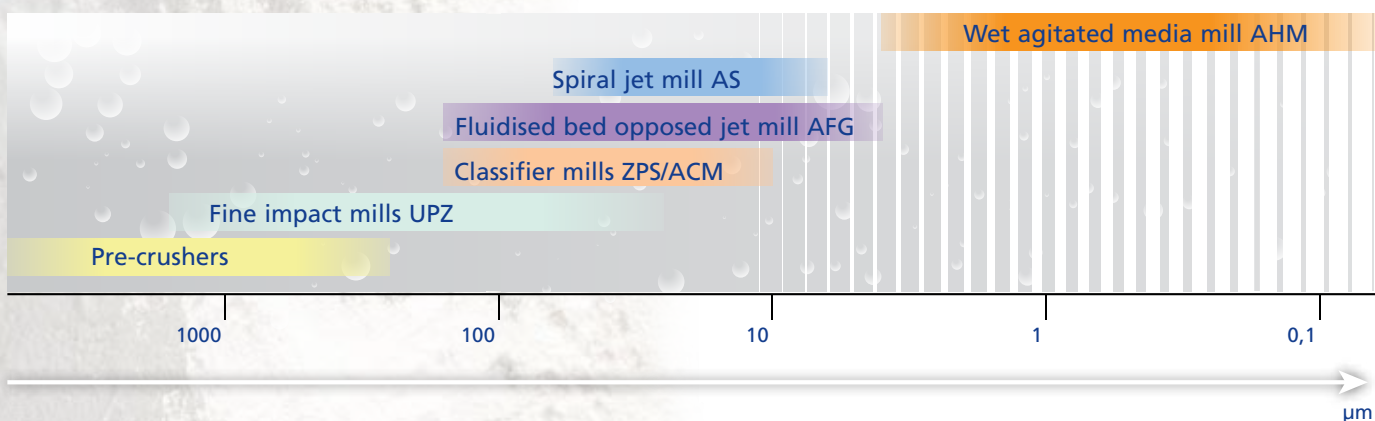 Wet agitated media mill AHM
Spiral jet mill AS
Fluidised bed opposed jet mill AFG
Classifier mills ZPS/ACM
Fine impact mills UPZ
Pre-crushers
1000 100 10 1 0,1
µm